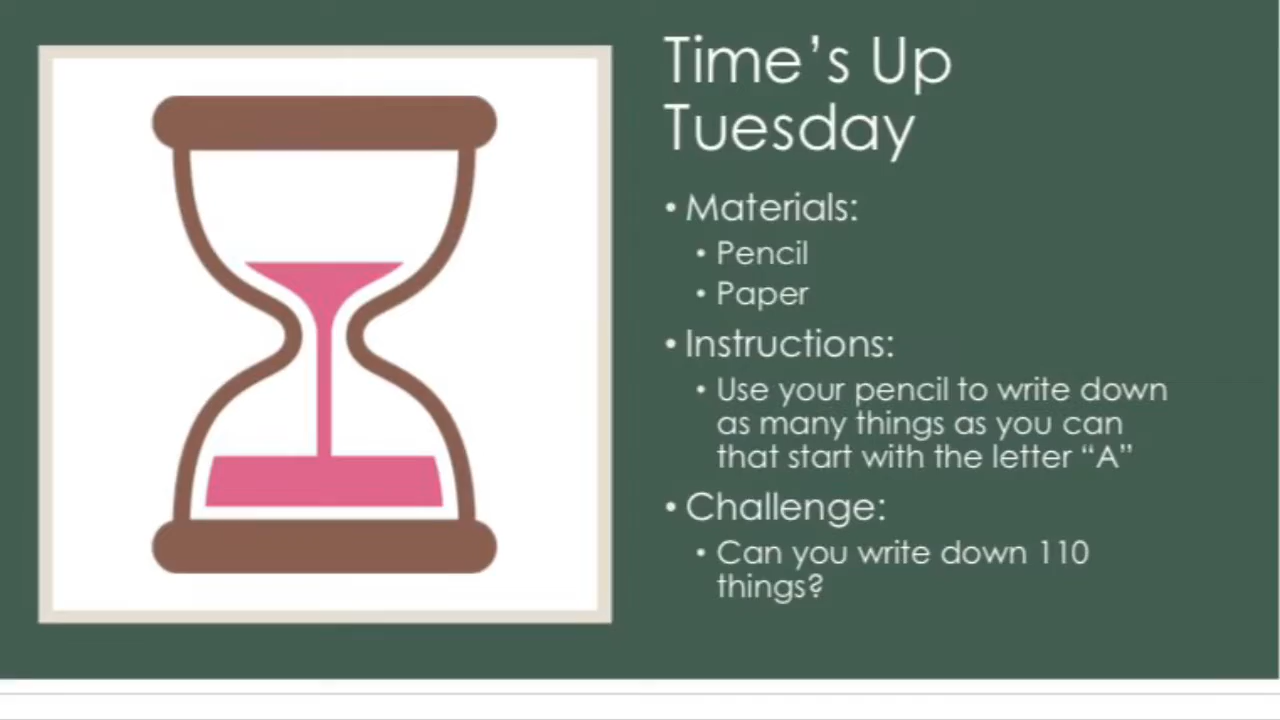 Time’s Up
Tuesday
• Materials:
• Pencil
• Paper
• Instructions:
• Use your pencil to write down
as many things as you can
that start with the letter “A”
• Challenge:
• Can you write down 110
things?